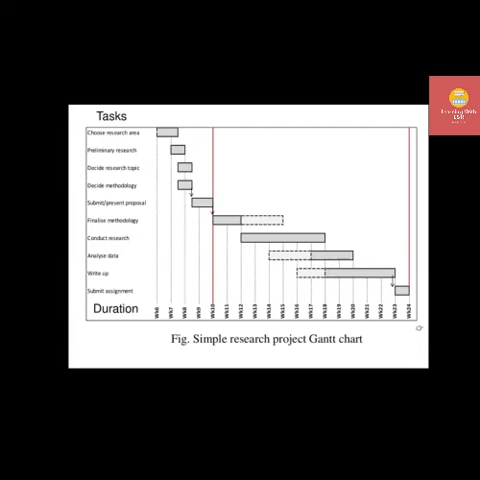 Tasks
Choose research area
Preliminary research
Decide research topic
Decide methodology
Submit/present proposal
Finalise methodology
Conduct research
Analyse data
Write up
Submit assignment
Duration
Wk6 Wk7 Wk8 Wk9 Wk10 Wk11 Wk12 Wk13 Wk14 Wk15 Wk16 Wk17 Wk18 Wk19 Wk20 Wk21 Wk22 Wk23 Wk24
Fig. Simple research project Gantt chart
Learning With